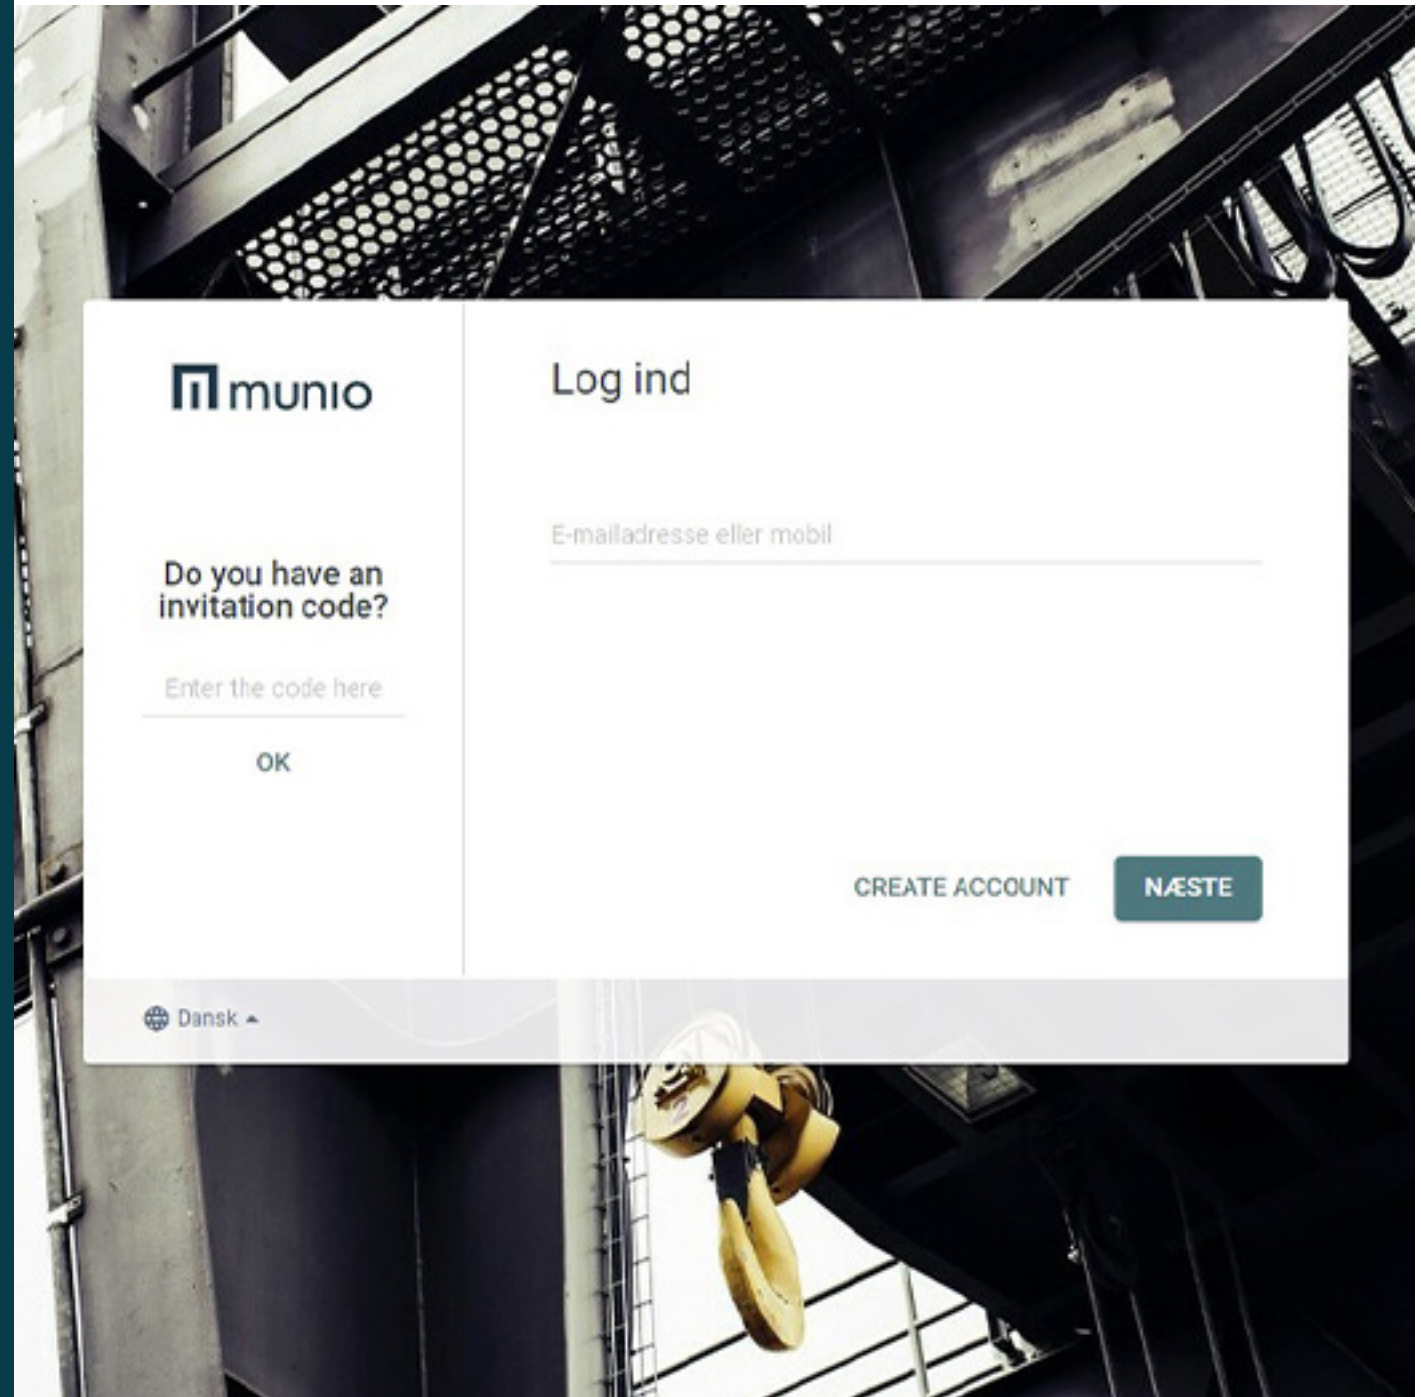 munio
Do you have an
invitation code?
Enter the code here
OK
Log ind
E-mailadresse eller mobil
CREATE ACCOUNT
NÆSTE
Dansk